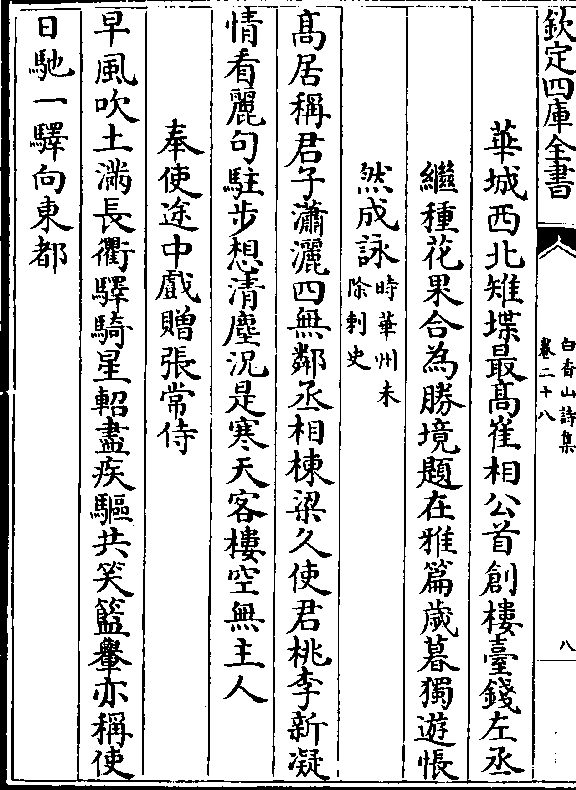 欽定四庫全書
白香山詩集
卷二十八
八
華城西北雉堞最高崔相公首創樓臺錢左丞
繼種花果合為勝境題在雅篇歲暮獨遊悵
然成詠時華州未
除刺史
高居稱君子瀟灑四無鄰丞相棟梁久使君桃李新凝
情看麗句駐步想清塵況是寒天客樓空無主人
奉使途中戲贈張常侍
早風吹土滿長衢驛騎星軺盡疾驅共笑籃轝亦稱使
日馳一驛向東都